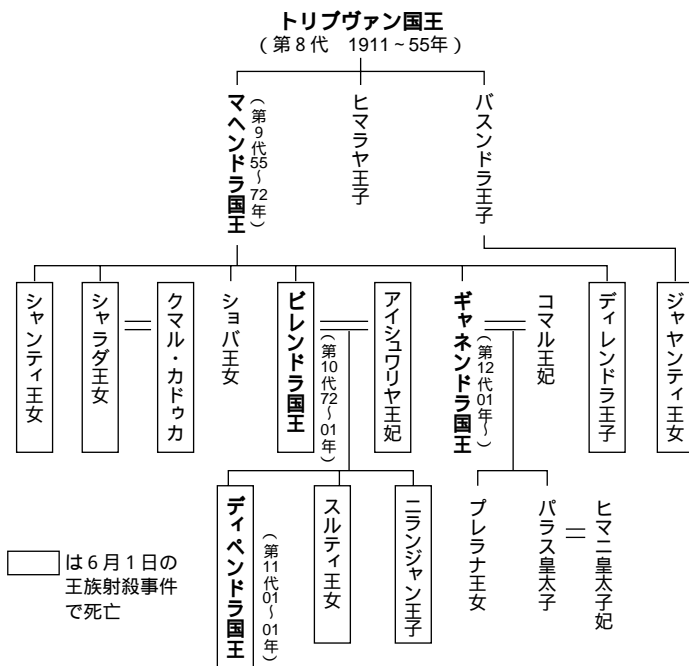 トリブヴァン国王
（第８代　1911～55年）
マヘンドラ国王
（第９代55～72年）
ヒマラヤ王子
バスンドラ王子
シャンティ王女
シャラダ王女
クマル・カドゥカ
ショバ王女
ビレンドラ国王
（第10代72～01年）
アイシュワリヤ王妃
ギャネンドラ国王
（第12代01年～）
コマル王妃
ディレンドラ王子
ジャヤンティ王女
ディペンドラ国王
（第11代01～01年）
スルティ王女
ニランジャン王子
プレラナ王女
パラス皇太子
ヒマニ皇太子妃
は６月１日の
王族射殺事件
で死亡